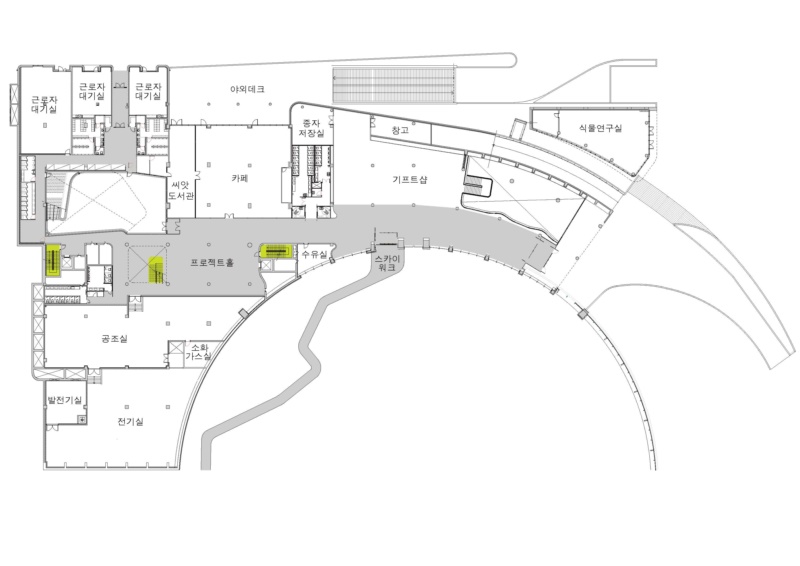 근로자
대기실
근로자
대기실
근로자
대기실
야외데크
종자
저장실
창고
식물연구실
씨앗
도서관
카페
기프트샵
프로젝트홀
수유실
스카이
워크
공조실
소화
가스실
발전기실
전기실